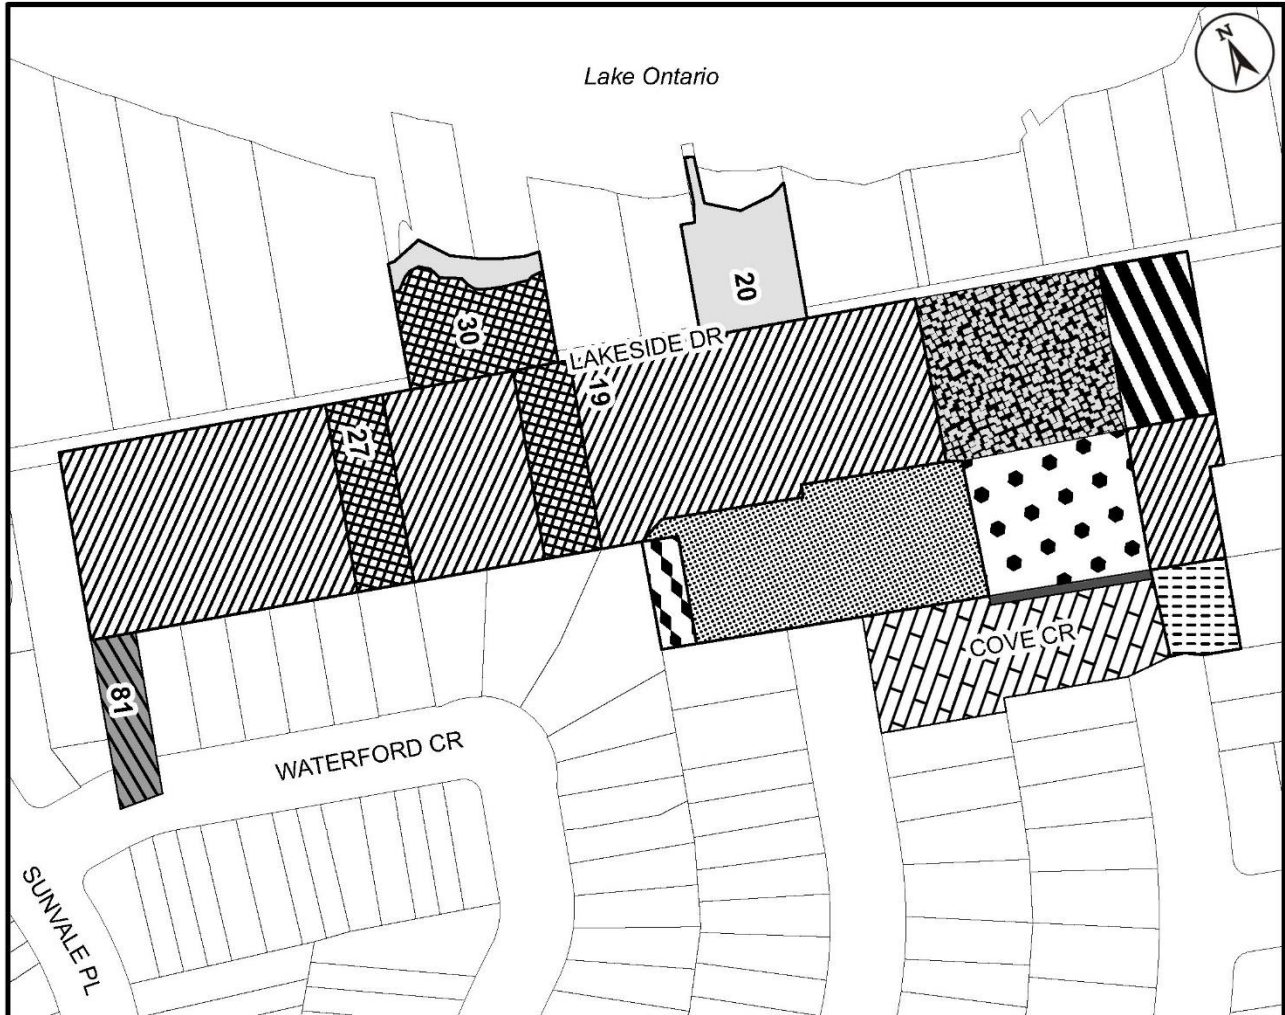 N
Lake Ontario
20
30
LAKESIDE DR
19
27
COVE CR
81
WATERFORD CR
SUNVALE PL